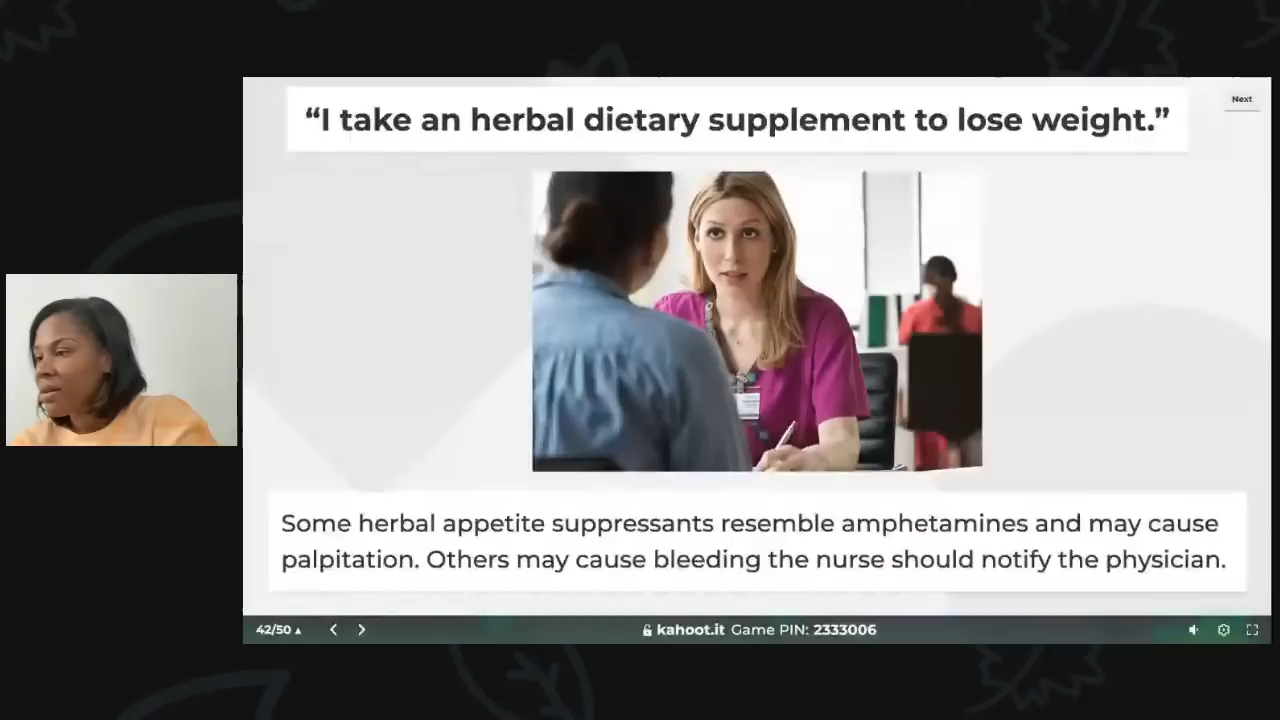 “I take an herbal dietary supplement to lose weight.”
Next
Some herbal appetite suppressants resemble amphetamines and may cause
palpitation. Others may cause bleeding the nurse should notify the physician.
42/50 ▲
kahoot.it Game PIN: 2333006